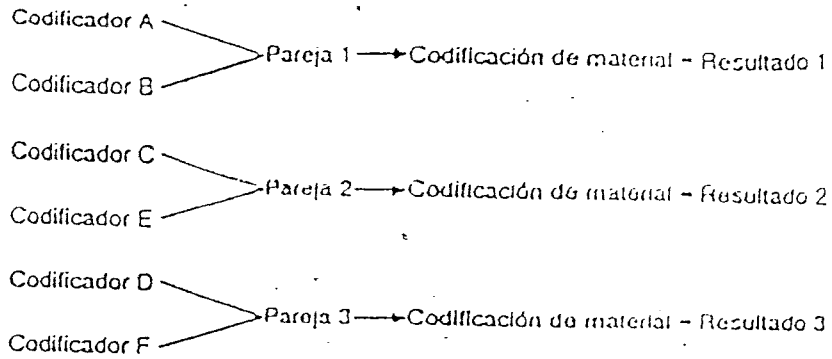 Codificador A
Pareja 1 → Codificación de material - Resultado 1
Codificador B
Codificador C
Pareja 2 → Codificación de material - Resultado 2
Codificador E
Codificador D
Pareja 3 → Codificación de material - Resultado 3
Codificador F